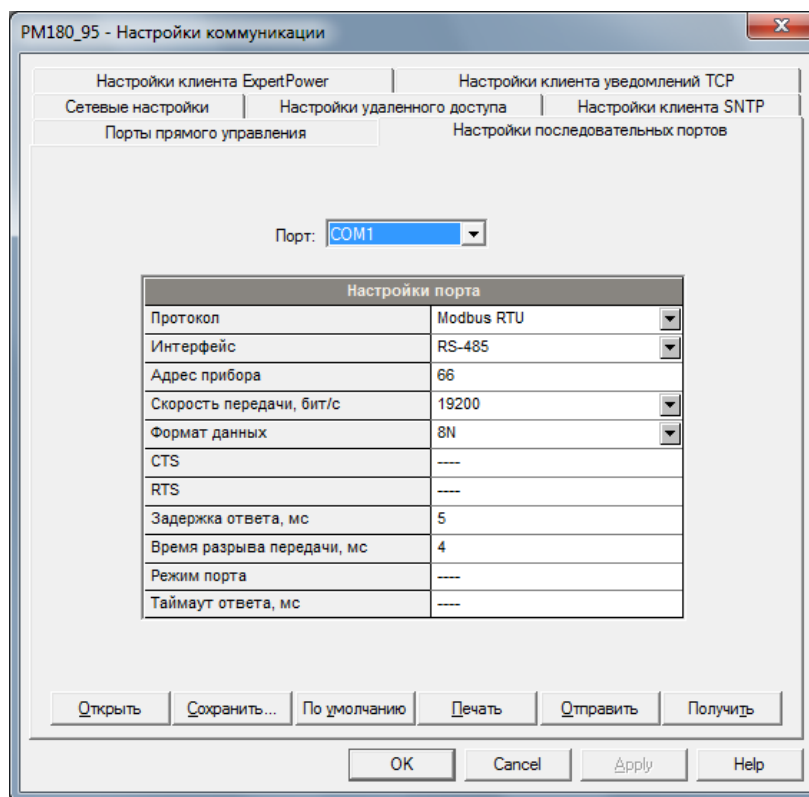 PM180_95 - Настройки коммуникации
Настройки клиента ExpertPower Настройки клиента уведомлений TCP
Сетевые настройки Настройки удаленного доступа Настройки клиента SNTP
Порты прямого управления Настройки последовательных портов
Порт: COM1
Настройки порта
Протокол Modbus RTU
Интерфейс RS-485
Адрес прибора 66
Скорость передачи, бит/с 19200
Формат данных 8N
CTS ----
RTS ----
Задержка ответа, мс 5
Время разрыва передачи, мс 4
Режим порта ----
Таймаут ответа, мс ----
Открыть Сохранить... По умолчанию Печать Отправить Получить
OK Cancel Apply Help